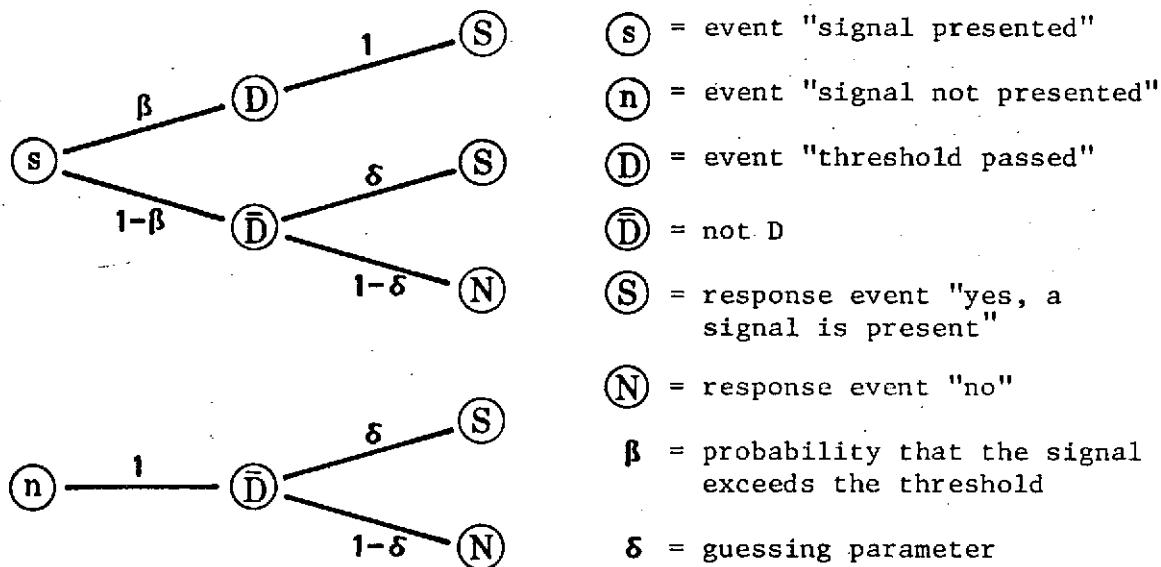 1
S
β
D
s
δ
S
1-β
D̄
1-δ
N
δ
S
n
1
D̄
1-δ
N
s = event "signal presented"
n = event "signal not presented"
D = event "threshold passed"
D̄ = not D
S = response event "yes, a
signal is present"
N = response event "no"
β = probability that the signal
exceeds the threshold
δ = guessing parameter